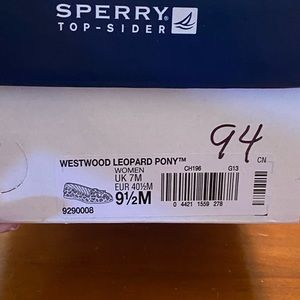 SPERRY
TOP-SIDER
94
WESTWOOD LEOPARD PONY™
CN
WOMEN
UK 7M
EUR 40½M
9½M
CH196
G13
0 4421 1559 278
9290008